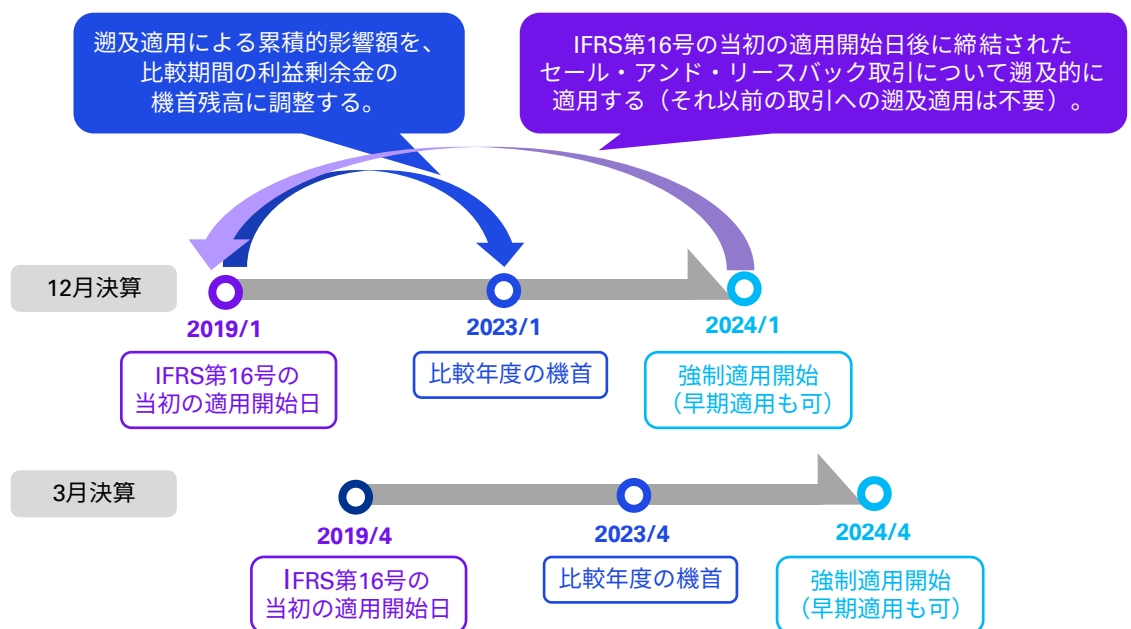 遡及適用による累積的影響額を、
比較期間の利益剰余金の
機首残高に調整する。
IFRS第16号の当初の適用開始日後に締結された
セール・アンド・リースバック取引について遡及的に
適用する（それ以前の取引への遡及適用は不要）。
12月決算
2019/1
2023/1
2024/1
IFRS第16号の
当初の適用開始日
比較年度の機首
強制適用開始
（早期適用も可）
3月決算
2019/4
2023/4
2024/4
IFRS第16号の
当初の適用開始日
比較年度の機首
強制適用開始
（早期適用も可）